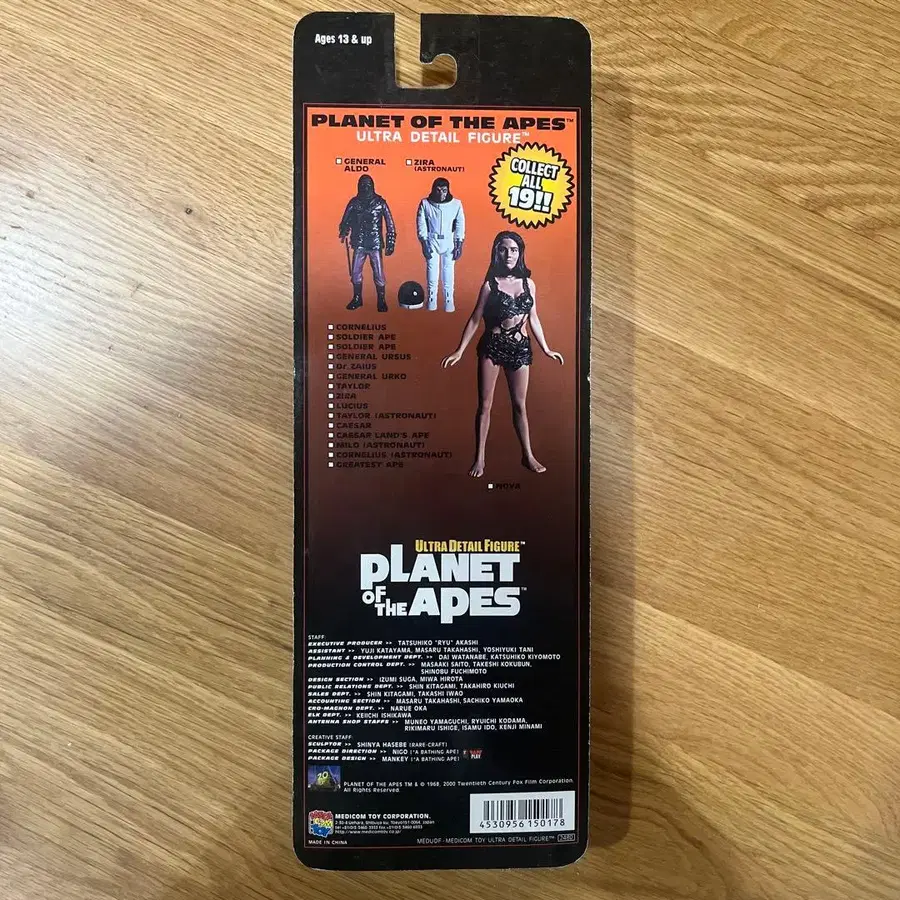 Ages 13 & up
PLANET OF THE APES™
ULTRA DETAIL FIGURE™
GENERAL ALDO
ZIRA (ASTRONAUT)
COLLECT
ALL
19!!
CORNELIUS
SOLDIER APE
SOLDIER APE
GENERAL URSUS
Dr. ZAIUS
GENERAL URKO
TAYLOR
ZIRA
LUCIUS
TAYLOR (ASTRONAUT)
CAESAR
CAESAR LAND'S APE
MILO (ASTRONAUT)
CORNELIUS (ASTRONAUT)
GREATEST APE
NOVA
ULTRA DETAIL FIGURE™
PLANET
OF THE APES™
STAFF
EXECUTIVE PRODUCER >> TATSUHIKO "RYU" AKASHI
ASSISTANT >> YUJI KATAYAMA, MASARU TAKAHASHI, YOSHIYUKI TANI
PLANNING & DEVELOPMENT DEPT. >> DAI WATANABE, KATSUHIKO KIYOMOTO
PRODUCTION CONTROL DEPT. >> MASAAKI SAITO, TAKESHI KOKUBUN,
SHINOBU FUCHIMOTO
DESIGN SECTION >> IZUMI SUGA, MIWA HIROTA
PUBLIC RELATIONS DEPT. >> SHIN KITAGAMI, TAKAHIRO KIUCHI
SALES DEPT. >> SHIN KITAGAMI, TAKASHI IWAO
ACCOUNTING SECTION >> MASARU TAKAHASHI, SACHIKO YAMAOKA
CRO-MAGNON DEPT. >> NARUE OKA
ELK DEPT. >> KEIICHI ISHIKAWA
ANTENNA SHOP STAFFS >> MUNEO YAMAGUCHI, RYUICHI KODAMA,
RIKIMARU ISHIGE, ISAMU IDO, KENJI MINAMI
CREATIVE STAFF:
SCULPTOR >> SHINYA HASEBE (RARE-CRAFT)
PACKAGE DIRECTION >> NIGO ("A BATHING APE)
PACKAGE DESIGN >> MANKEY ("A BATHING APE)
PLAY
PLANET OF THE APES TM & © 1968, 2000 Twentieth Century Fox Film Corporation.
All Rights Reserved
MEDICOM TOY CORPORATION.
http://www.medicomtoy.com/
MADE IN CHINA
4530956 150178
MEDUDF - MEDICOM TOY ULTRA DETAIL FIGURE™